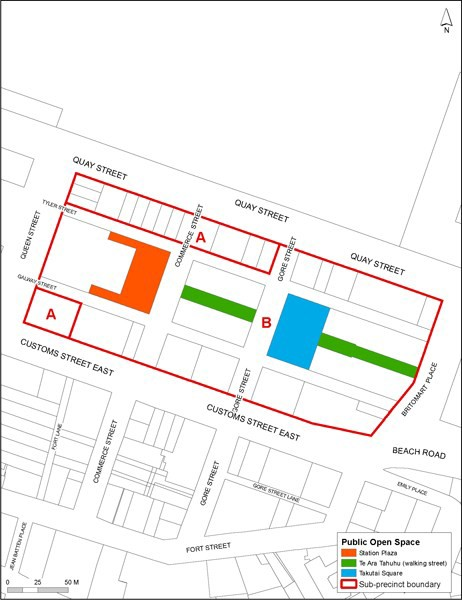 N
QUAY STREET
QUAY STREET
QUAY STREET
TYLER STREET
QUEEN STREET
COMMERCE STREET
A
GORE STREET
GALWAY STREET
A
B
CUSTOMS STREET EAST
GORE STREET
BRITOMART PLACE
CUSTOMS STREET EAST
FORT LANE
COMMERCE STREET
GORE STREET
BEACH ROAD
GORE STREET LANE
EMILY PLACE
JEAN BATTEN PLACE
FORT STREET
Public Open Space
Station Plaza
Te Ara Tahuhu (walking street)
Takutai Square
Sub-precinct boundary
0 25 50 M